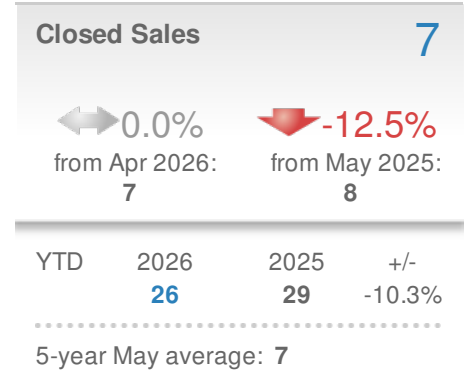 Closed Sales 7
0.0% -12.5%
from Apr 2026: from May 2025:
7 8
YTD 2026 2025 +/-
26 29 -10.3%
5-year May average: 7